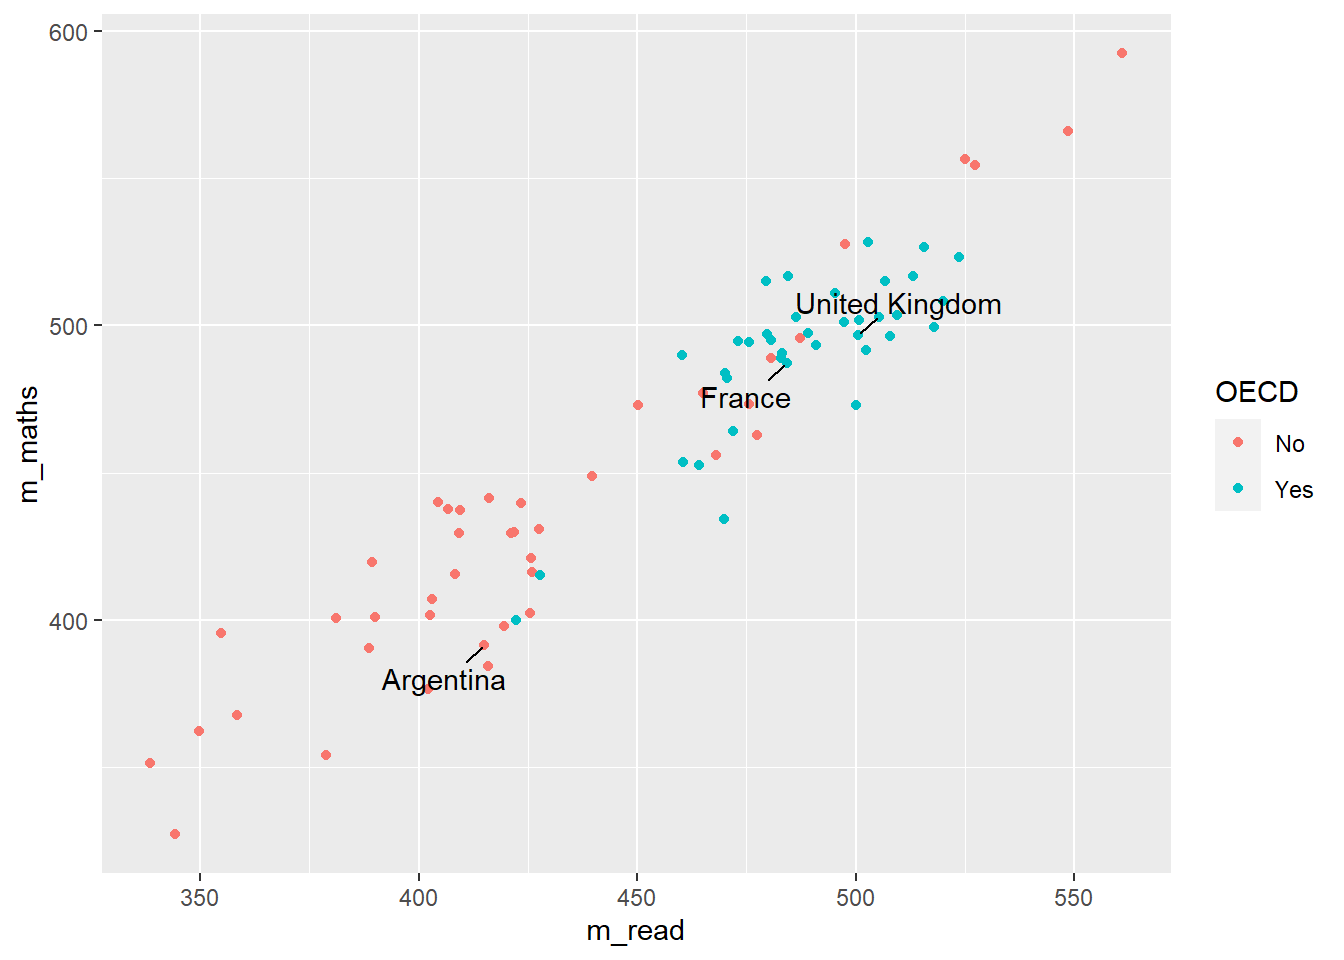 600
500
400
m_maths
United Kingdom
France
Argentina
350
400
450
500
550
m_read
OECD
No
Yes